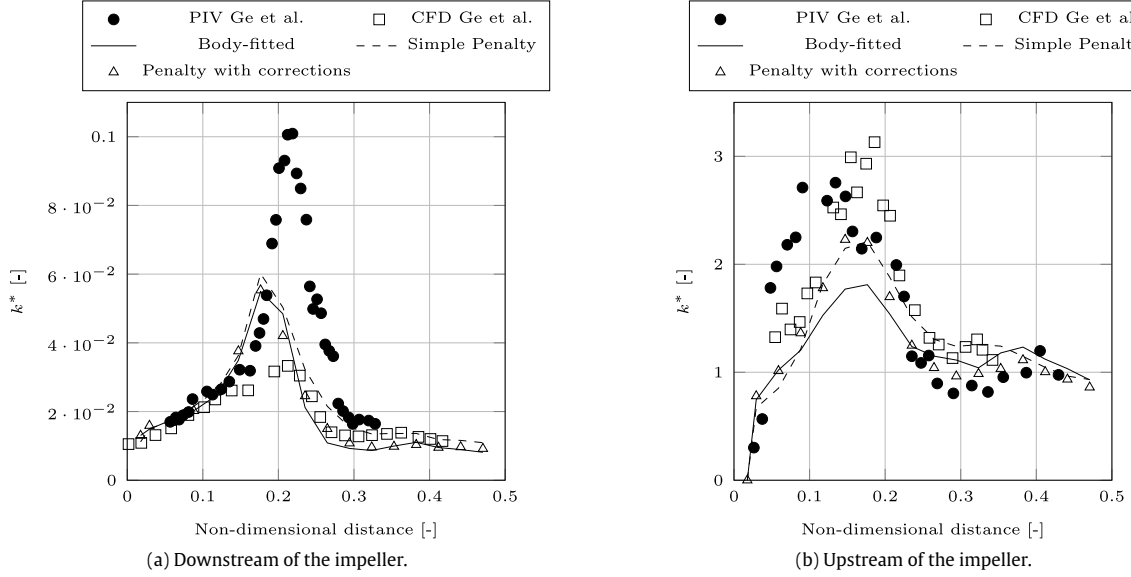 PIV Ge et al.
CFD Ge et al.
Body-fitted
Simple Penalty
Penalty with corrections
0.1
8 · 10⁻²
6 · 10⁻²
4 · 10⁻²
2 · 10⁻²
0
k* [-]
0 0.1 0.2 0.3 0.4 0.5
Non-dimensional distance [-]
(a) Downstream of the impeller.
PIV Ge et al.
CFD Ge et al
Body-fitted
Simple Penalty
Penalty with corrections
3
2
1
0
k* [-]
0 0.1 0.2 0.3 0.4 0.5
Non-dimensional distance [-]
(b) Upstream of the impeller.